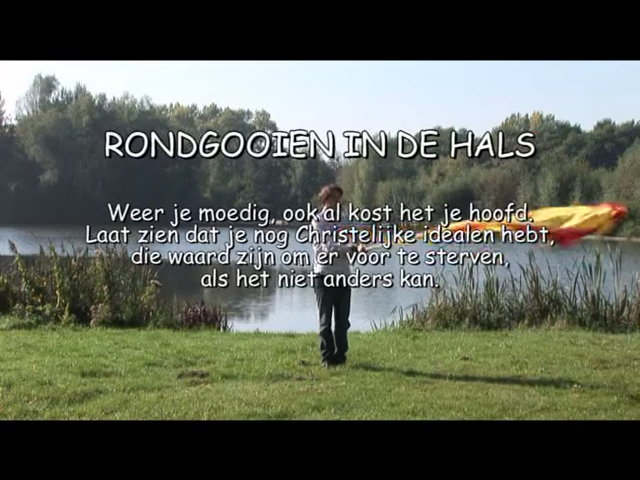 RONDGOOIEN IN DE HALS
Weer je moedig, ook al kost het je hoofd.
Laat zien dat je nog Christelijke idealen hebt,
die waard zijn om er voor te sterven,
als het niet anders kan.